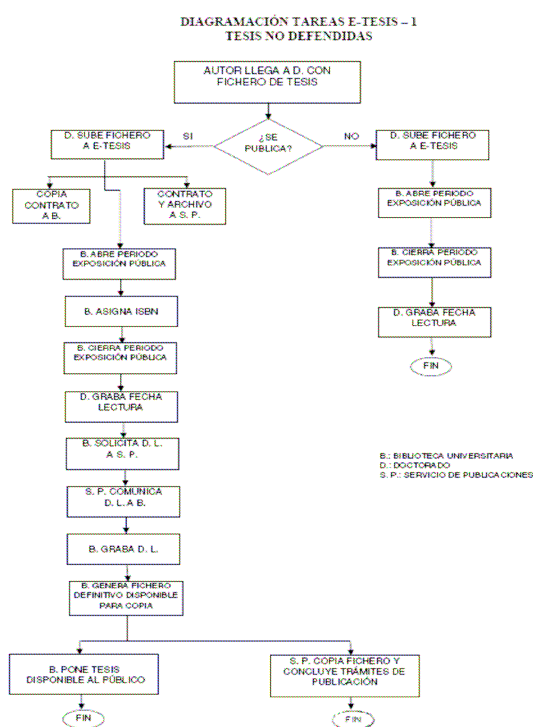 DIAGRAMACIÓN TAREAS E-TESIS – 1
TESIS NO DEFENDIDAS
AUTOR LLEGA A D. CON
FICHERO DE TESIS
¿SE
PUBLICA?
SI
NO
D. SUBE FICHERO
A E-TESIS
D. SUBE FICHERO
A E-TESIS
COPIA
CONTRATO
A B.
CONTRATO
Y ARCHIVO
A S. P.
B. ABRE PERIODO
EXPOSICIÓN PÚBLICA
B. CIERRA PERIODO
EXPOSICIÓN PÚBLICA
D. GRABA FECHA
LECTURA
FIN
B. ABRE PERIODO
EXPOSICIÓN PÚBLICA
B. ASIGNA ISBN
B. CIERRA PERIODO
EXPOSICIÓN PÚBLICA
D. GRABA FECHA
LECTURA
B. SOLICITA D. L.
A S. P.
S. P. COMUNICA
D. L. A B.
B. GRABA D. L.
B. GENERA FICHERO
DEFINITIVO DISPONIBLE
PARA COPIA
B.: BIBLIOTECA UNIVERSITARIA
D.: DOCTORADO
S. P.: SERVICIO DE PUBLICACIONES
B. PONE TESIS
DISPONIBLE AL PÚBLICO
S. P. COPIA FICHERO Y
CONCLUYE TRÁMITES DE
PUBLICACIÓN
FIN
FIN